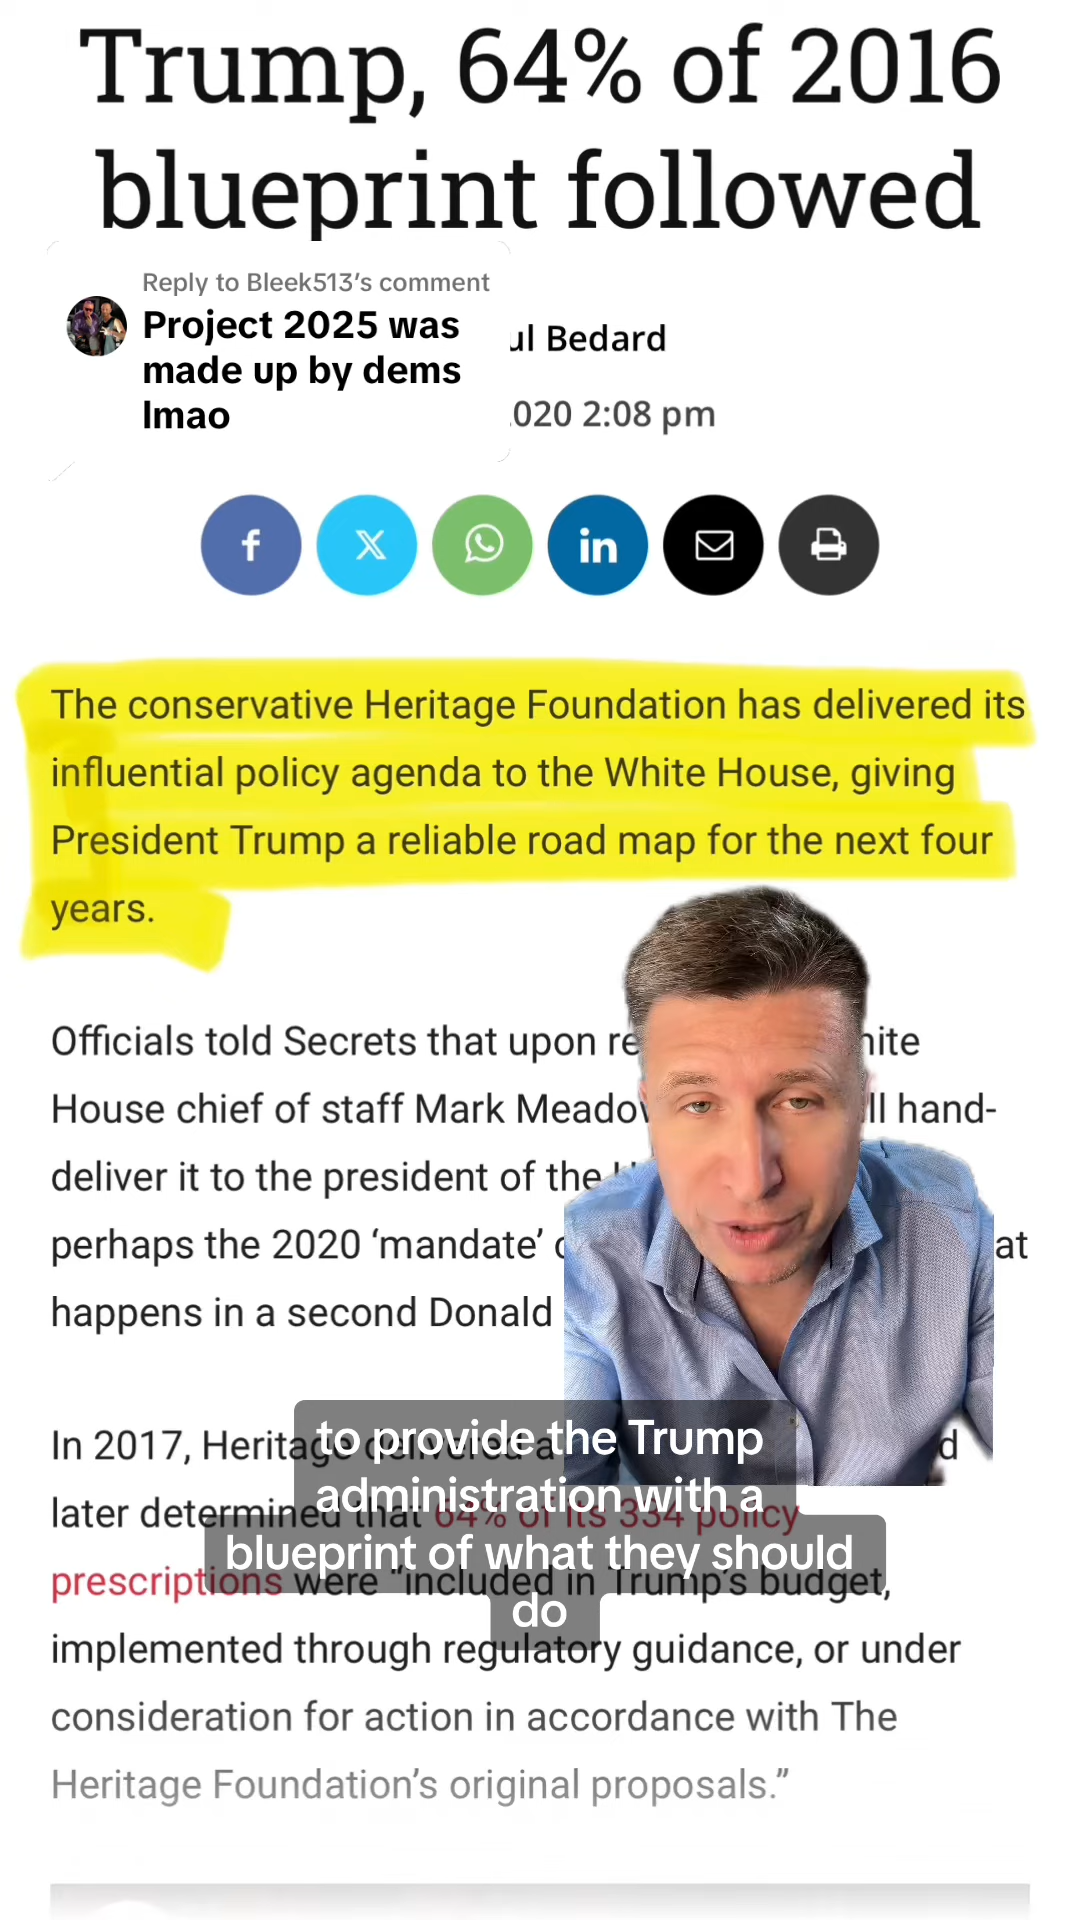 Trump, 64% of 2016
blueprint followed
Reply to Bleek513's comment
Project 2025 was
made up by dems
lmao
ul Bedard
020 2:08 pm
f
X
in
The conservative Heritage Foundation has delivered its
influential policy agenda to the White House, giving
President Trump a reliable road map for the next four
years.
Officials told Secrets that upon
House chief of staff Mark hand-
deliver it to the president of the
perhaps the 2020 ‘mandate’ at
happens in a second Donald
to provide the Trump
administration with a
blueprint of what they should
do
In 2017, Heritage delivered a
later determined that 64% of its 334 policy
prescriptions were "included in Trump's budget,
implemented through regulatory guidance, or under
consideration for action in accordance with The
Heritage Foundation’s original proposals.”